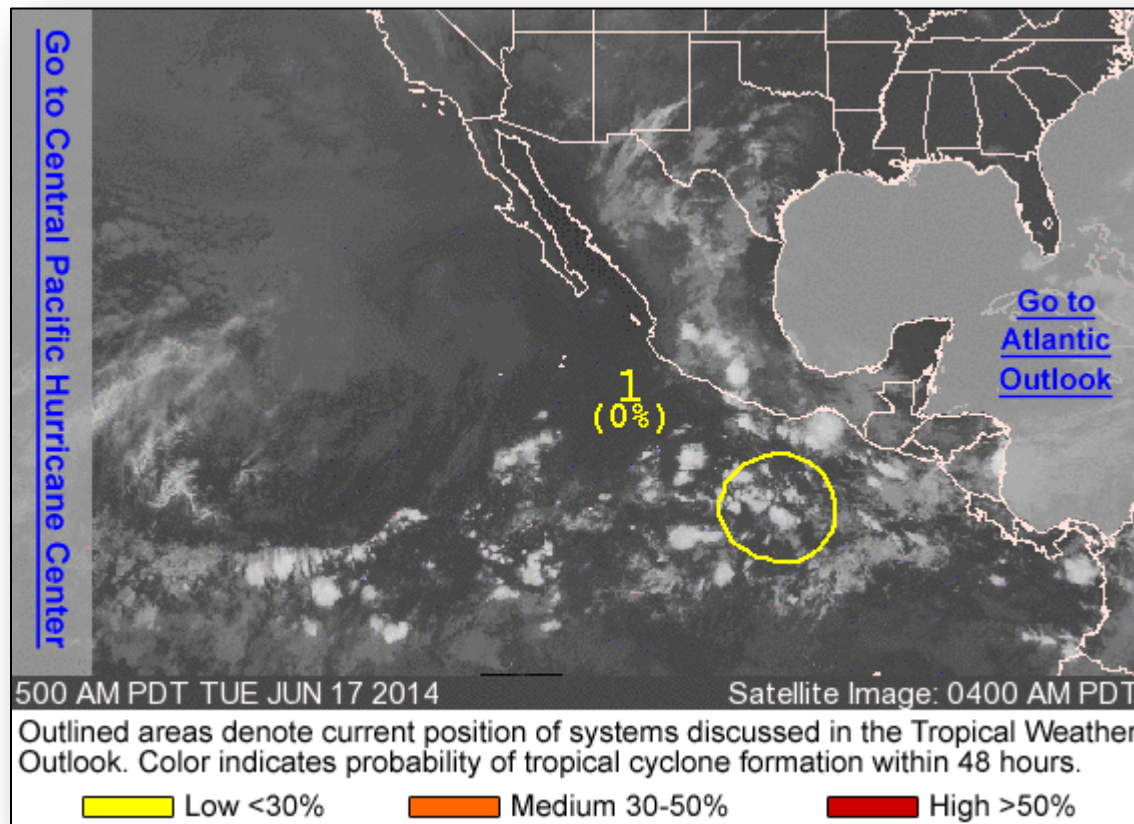 Go to Central Pacific Hurricane Center
Go to
Atlantic
Outlook
1
(0%)
500 AM PDT TUE JUN 17 2014
Satellite Image: 0400 AM PDT
Outlined areas denote current position of systems discussed in the Tropical Weather
Outlook. Color indicates probability of tropical cyclone formation within 48 hours.
Low <30%
Medium 30-50%
High >50%